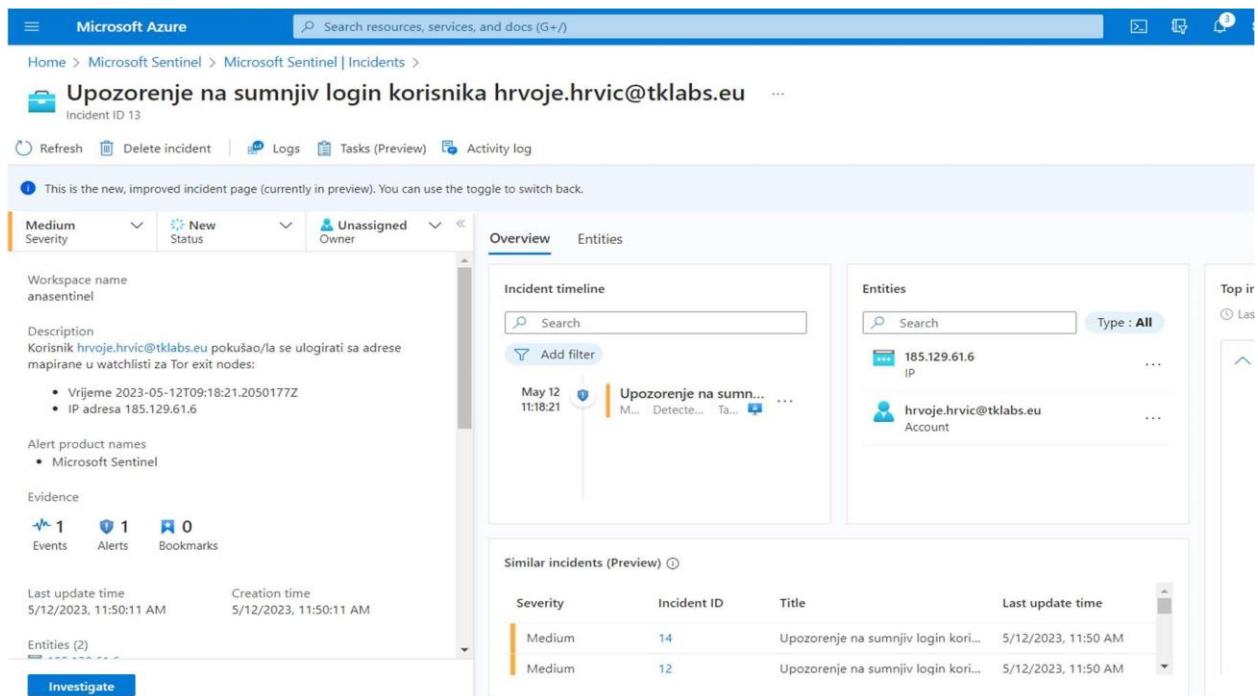 Microsoft Azure
Search resources, services, and docs (G+/)
3
Home > Microsoft Sentinel > Microsoft Sentinel | Incidents >
Upozorenje na sumnjiv login korisnika hrvoje.hrvic@tklabs.eu ...
Incident ID 13
Refresh Delete incident Logs Tasks (Preview) Activity log
This is the new, improved incident page (currently in preview). You can use the toggle to switch back.
Medium
Severity
New
Status
Unassigned
Owner
Workspace name
anasentinel
Description
Korisnik hrvoje.hrvic@tklabs.eu pokušao/la se ulogirati sa adrese
mapirane u watchlisti za Tor exit nodes:
• Vrijeme 2023-05-12T09:18:21.2050177Z
• IP adresa 185.129.61.6
Alert product names
• Microsoft Sentinel
Evidence
1 1 0
Events Alerts Bookmarks
Last update time Creation time
5/12/2023, 11:50:11 AM 5/12/2023, 11:50:11 AM
Entities (2)
Investigate
Overview Entities
Incident timeline
Search
Add filter
May 12
11:18:21
Upozorenje na sumn... ...
M... Detecte... Ta...
Entities
Search Type : All
185.129.61.6 ...
IP
hrvoje.hrvic@tklabs.eu ...
Account
Top ir
Las
Similar incidents (Preview)
Severity Incident ID Title Last update time
Medium 14 Upozorenje na sumnjiv login kori... 5/12/2023, 11:50 AM
Medium 12 Upozorenje na sumnjiv login kori... 5/12/2023, 11:50 AM